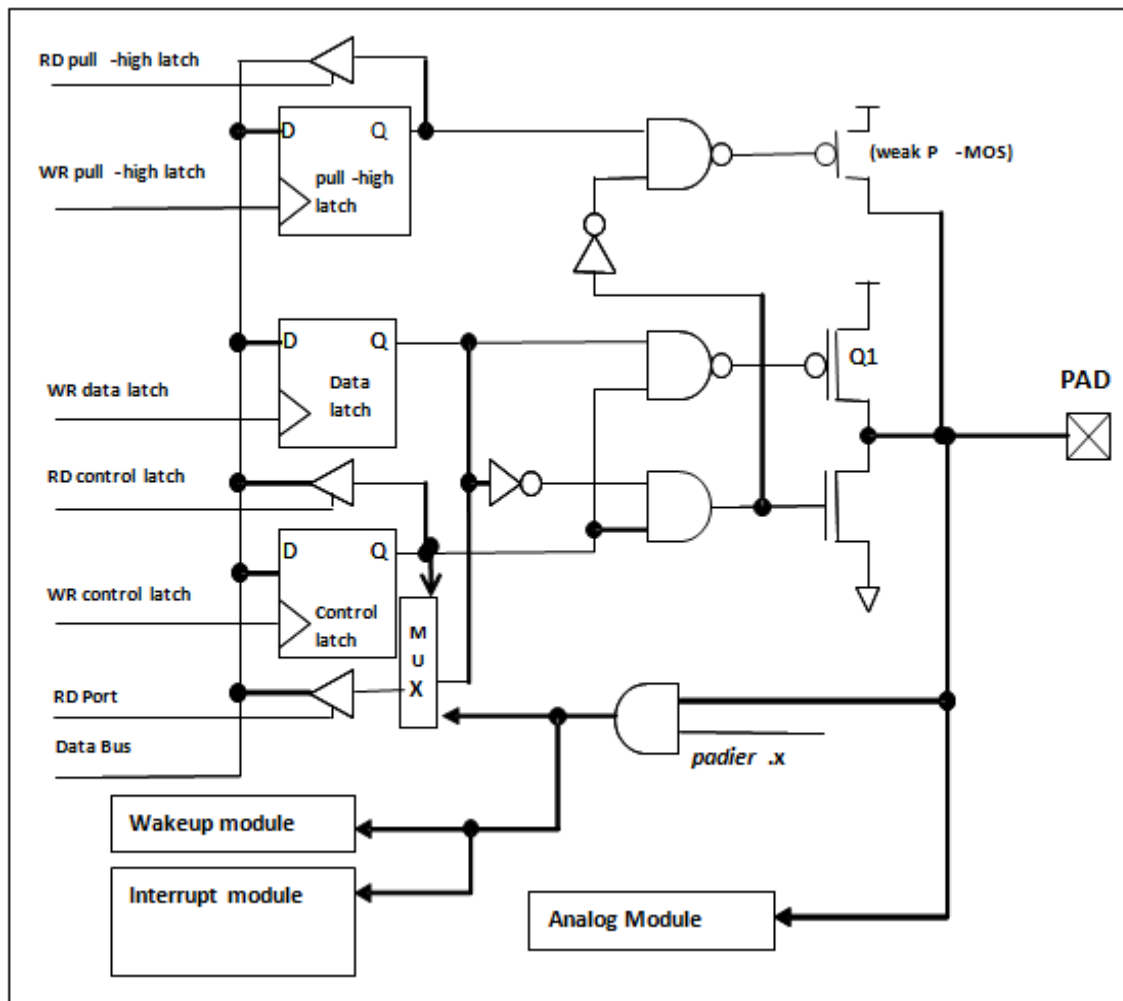 RD pull -high latch
D
Q
WR pull -high latch
pull -high
latch
(weak P -MOS)
D
Q
Data
latch
WR data latch
Q1
PAD
RD control latch
D
Q
WR control latch
Control
latch
M
U
X
RD Port
Data Bus
padier .x
Wakeup module
Interrupt module
Analog Module